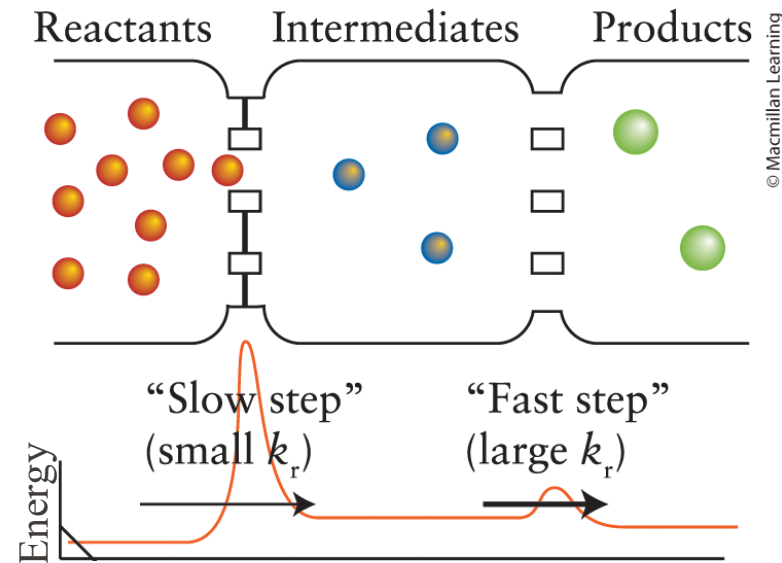 Reactants Intermediates Products
© Macmillan Learning
“Slow step” “Fast step”
(small kr) (large kr)
Energy